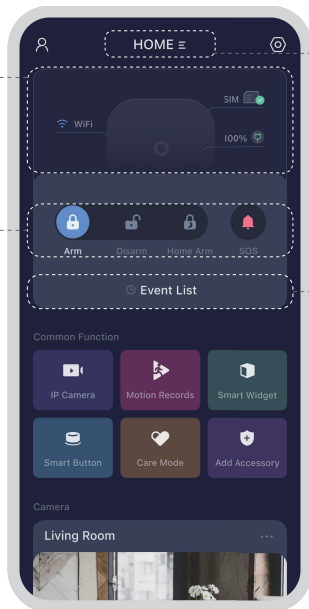 HOME
SIM
WiFi
100%
Arm
Disarm
Home Arm
SOS
Event List
Common Function
IP Camera
Motion Records
Smart Widget
Smart Button
Care Mode
Add Accessory
Camera
Living Room